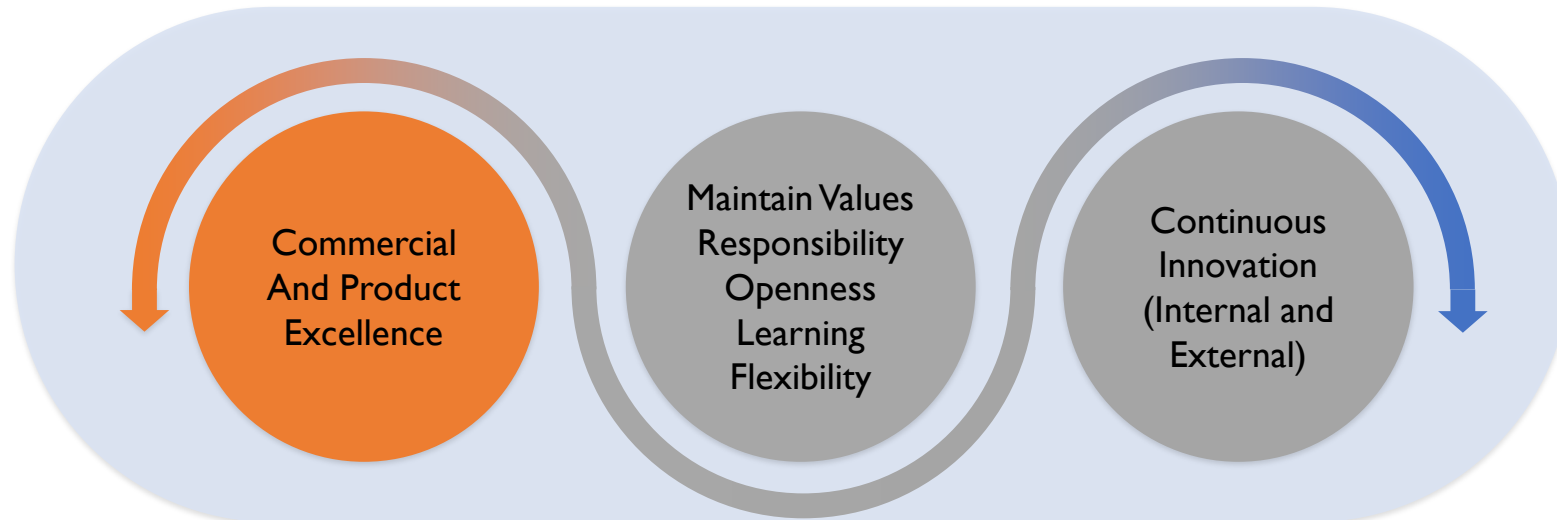 Commercial
And Product
Excellence
Maintain Values
Responsibility
Openness
Learning
Flexibility
Continuous
Innovation
(Internal and
External)